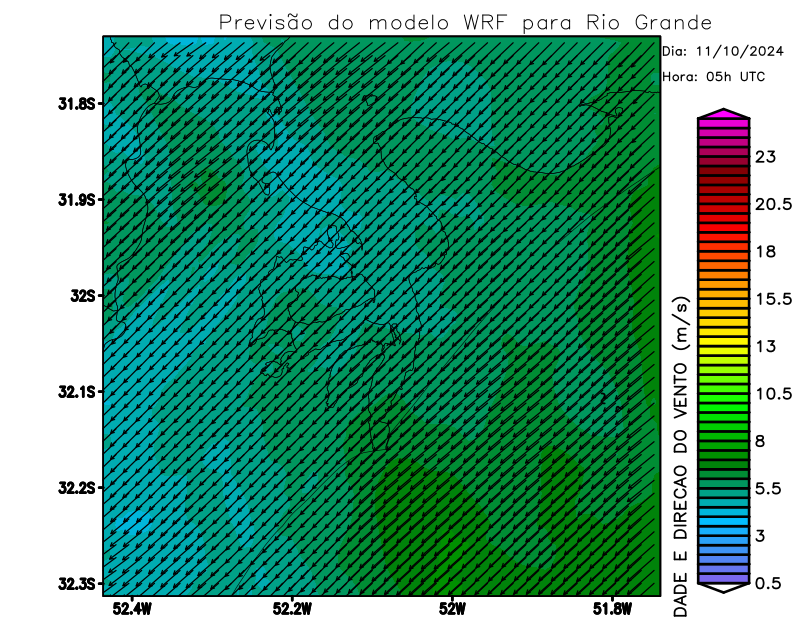 Previsão do modelo WRF para Rio Grande
Dia: 11/10/2024
Hora: 05h UTC
31.8S
31.9S
32S
32.1S
32.2S
32.3S
52.4W
52.2W
52W
51.8W
DADE E DIRECAO DO VENTO (m/s)
23
20.5
18
15.5
13
10.5
8
5.5
3
0.5